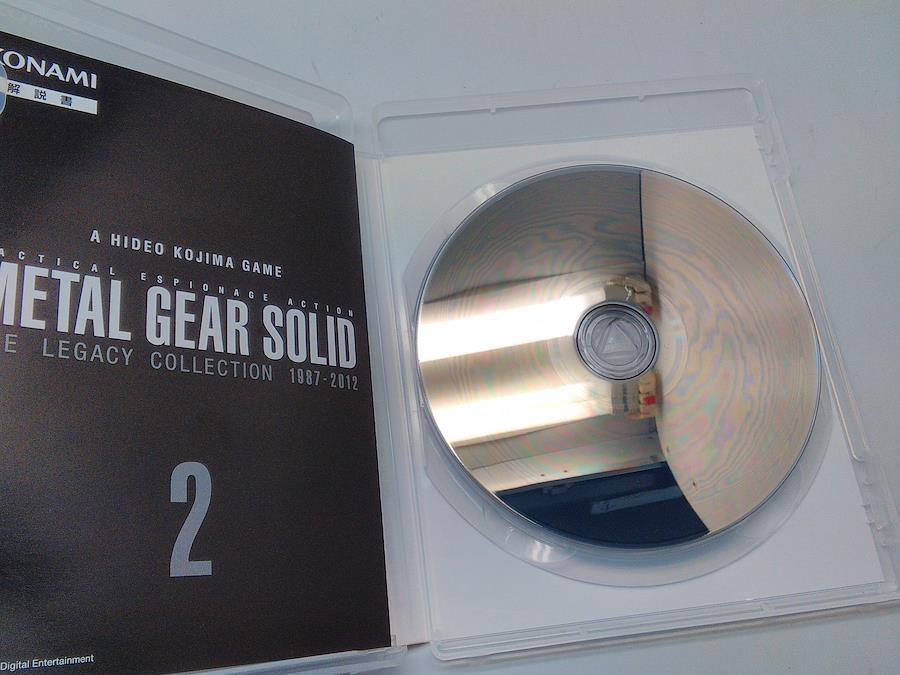 KONAMI
解説書
A HIDEO KOJIMA GAME
ACTICAL ESPIONAGE ACTION
METAL GEAR SOLID
E LEGACY COLLECTION 1987-2012
2
Digital Entertainment